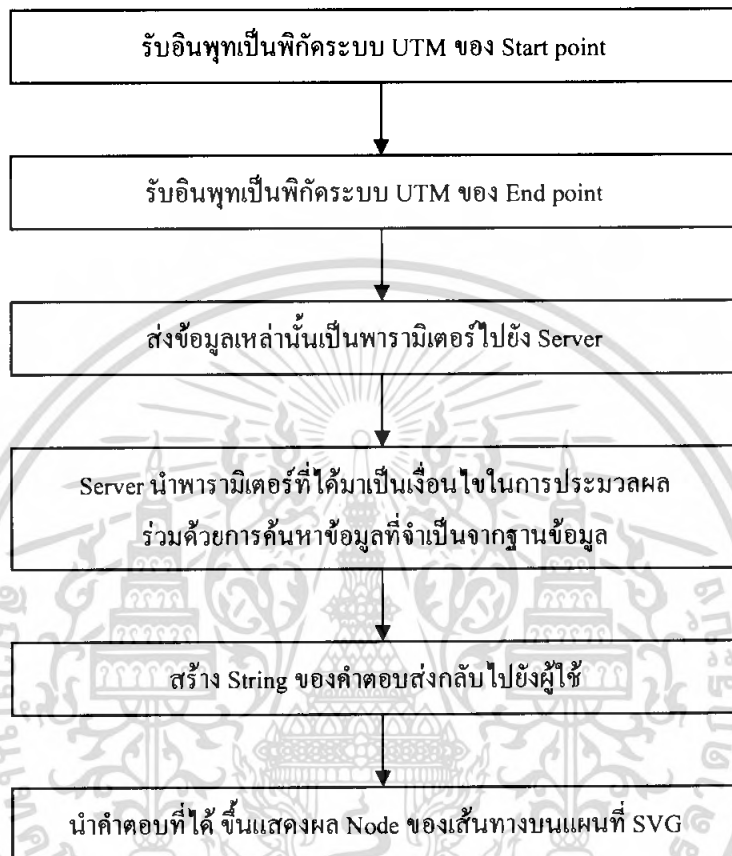 รับอินพุทเป็นพิกัดระบบ UTM ของ Start point
รับอินพุทเป็นพิกัดระบบ UTM ของ End point
ส่งข้อมูลเหล่านั้นเป็นพารามิเตอร์ไปยัง Server
Server นำพารามิเตอร์ที่ได้มาเป็นเงื่อนไขในการประมวลผล
ร่วมด้วยการค้นหาข้อมูลที่จำเป็นจากฐานข้อมูล
สร้าง String ของคำตอบส่งกลับไปยังผู้ใช้
นำคำตอบที่ได้ ขึ้นแสดงผล Node ของเส้นทางบนแผนที่ SVG